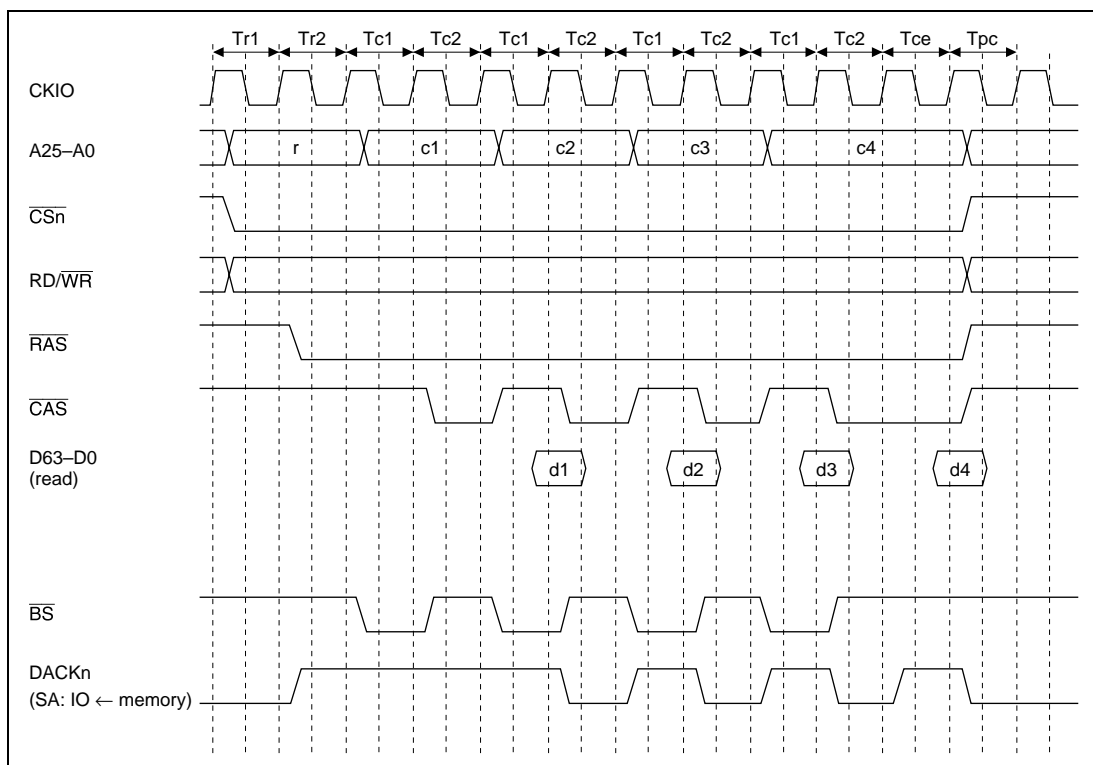 Tr1 Tr2 Tc1 Tc2 Tc1 Tc2 Tc1 Tc2 Tc1 Tc2 Tce Tpc
CKIO
A25–A0 r c1 c2 c3 c4
CSn
RD/WR
RAS
CAS
D63–D0
(read) d1 d2 d3 d4
BS
DACKn
(SA: IO ← memory)